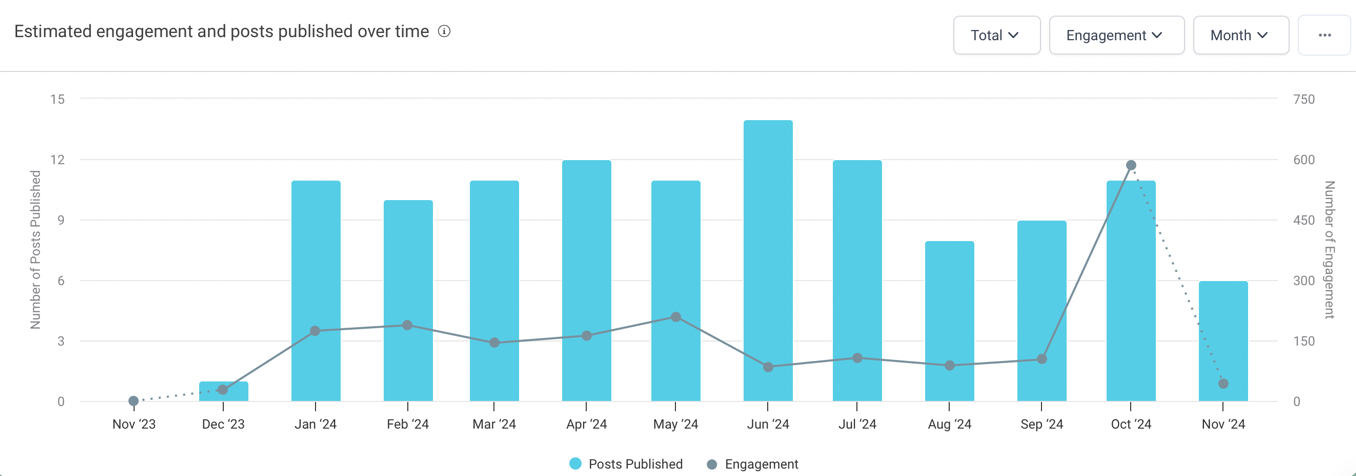 Estimated engagement and posts published over time
Total
Engagement
Month
Number of Posts Published
15
12
9
6
3
0
750
600
450
300
150
0
Number of Engagement
Nov ‘23
Dec ‘23
Jan ‘24
Feb ‘24
Mar ‘24
Apr ‘24
May ‘24
Jun ‘24
Jul ‘24
Aug ‘24
Sep ‘24
Oct ‘24
Nov ‘24
Posts Published
Engagement